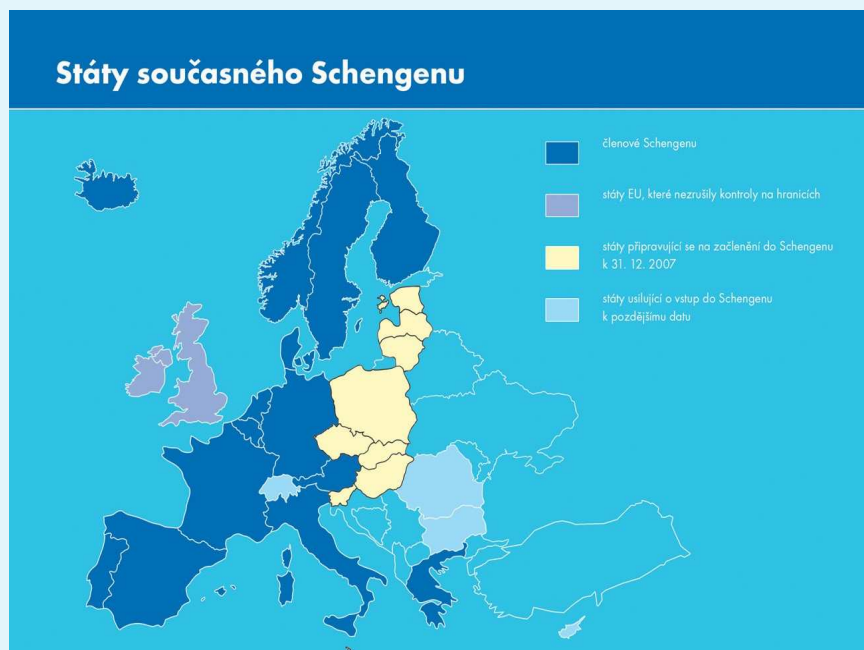 Státy současného Schengenu
členové Schengenu
státy EU, které nezrušily kontroly na hranicích
státy připravující se na začlenění do Schengenu
k 31. 12. 2007
státy usilující o vstup do Schengenu
k pozdějšímu datu